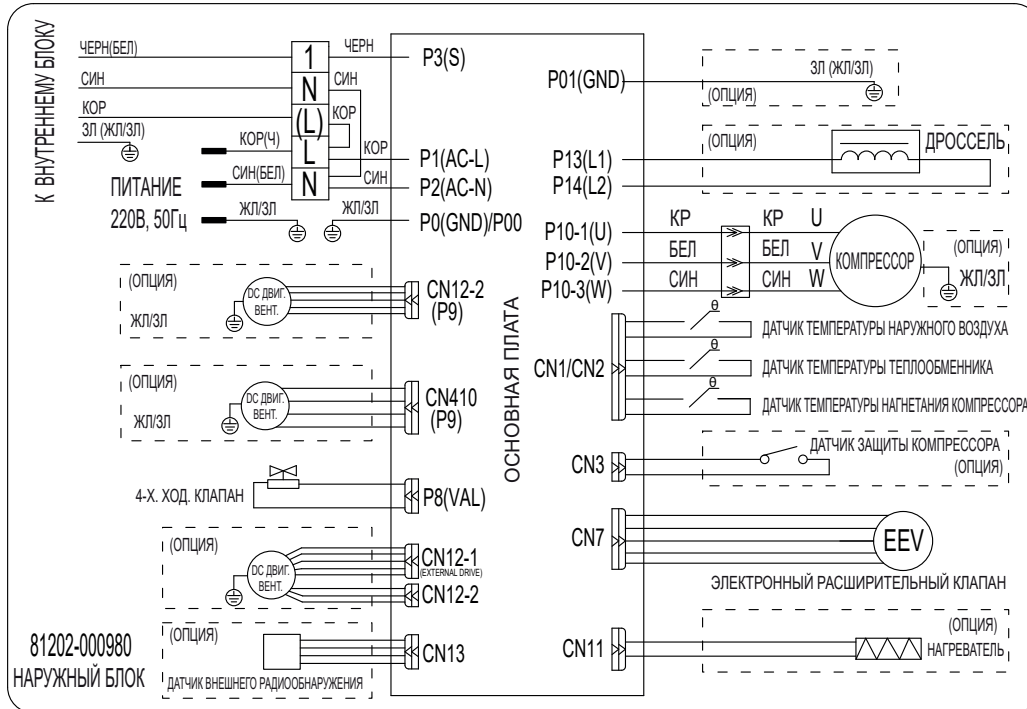 К ВНУТРЕННЕМУ БЛОКУ
ЧЕРН(БЕЛ)
СИН
КОР
ЗЛ (ЖЛ/ЗЛ)
1
N
(L)
L
N
ЧЕРН
СИН
КОР
КОР
СИН
КОР(Ч)
СИН(БЕЛ)
ЖЛ/ЗЛ
ЖЛ/ЗЛ
ПИТАНИЕ
220В, 50Гц
P3(S)
P1(AC-L)
P2(AC-N)
P0(GND)/P00
(ОПЦИЯ)
DC ДВИГ.
ВЕНТ.
ЖЛ/ЗЛ
CN12-2
(P9)
(ОПЦИЯ)
DC ДВИГ.
ВЕНТ.
ЖЛ/ЗЛ
CN410
(P9)
4-Х. ХОД. КЛАПАН
P8(VAL)
(ОПЦИЯ)
DC ДВИГ.
ВЕНТ.
CN12-1
(EXTERNAL DRIVE)
CN12-2
(ОПЦИЯ)
ДАТЧИК ВНЕШНЕГО РАДИООБНАРУЖЕНИЯ
CN13
81202-000980
НАРУЖНЫЙ БЛОК
ОСНОВНАЯ ПЛАТА
P01(GND)
ЗЛ (ЖЛ/ЗЛ)
(ОПЦИЯ)
P13(L1)
P14(L2)
(ОПЦИЯ)
ДРОССЕЛЬ
P10-1(U)
КР
КР
U
P10-2(V)
БЕЛ
БЕЛ
V
P10-3(W)
СИН
СИН
W
КОМПРЕССОР
(ОПЦИЯ)
ЖЛ/ЗЛ
CN1/CN2
θ
ДАТЧИК ТЕМПЕРАТУРЫ НАРУЖНОГО ВОЗДУХА
θ
ДАТЧИК ТЕМПЕРАТУРЫ ТЕПЛООБМЕННИКА
θ
ДАТЧИК ТЕМПЕРАТУРЫ НАГНЕТАНИЯ КОМПРЕССОРА
CN3
ДАТЧИК ЗАЩИТЫ КОМПРЕССОРА
(ОПЦИЯ)
CN7
EEV
ЭЛЕКТРОННЫЙ РАСШИРИТЕЛЬНЫЙ КЛАПАН
CN11
(ОПЦИЯ)
НАГРЕВАТЕЛЬ